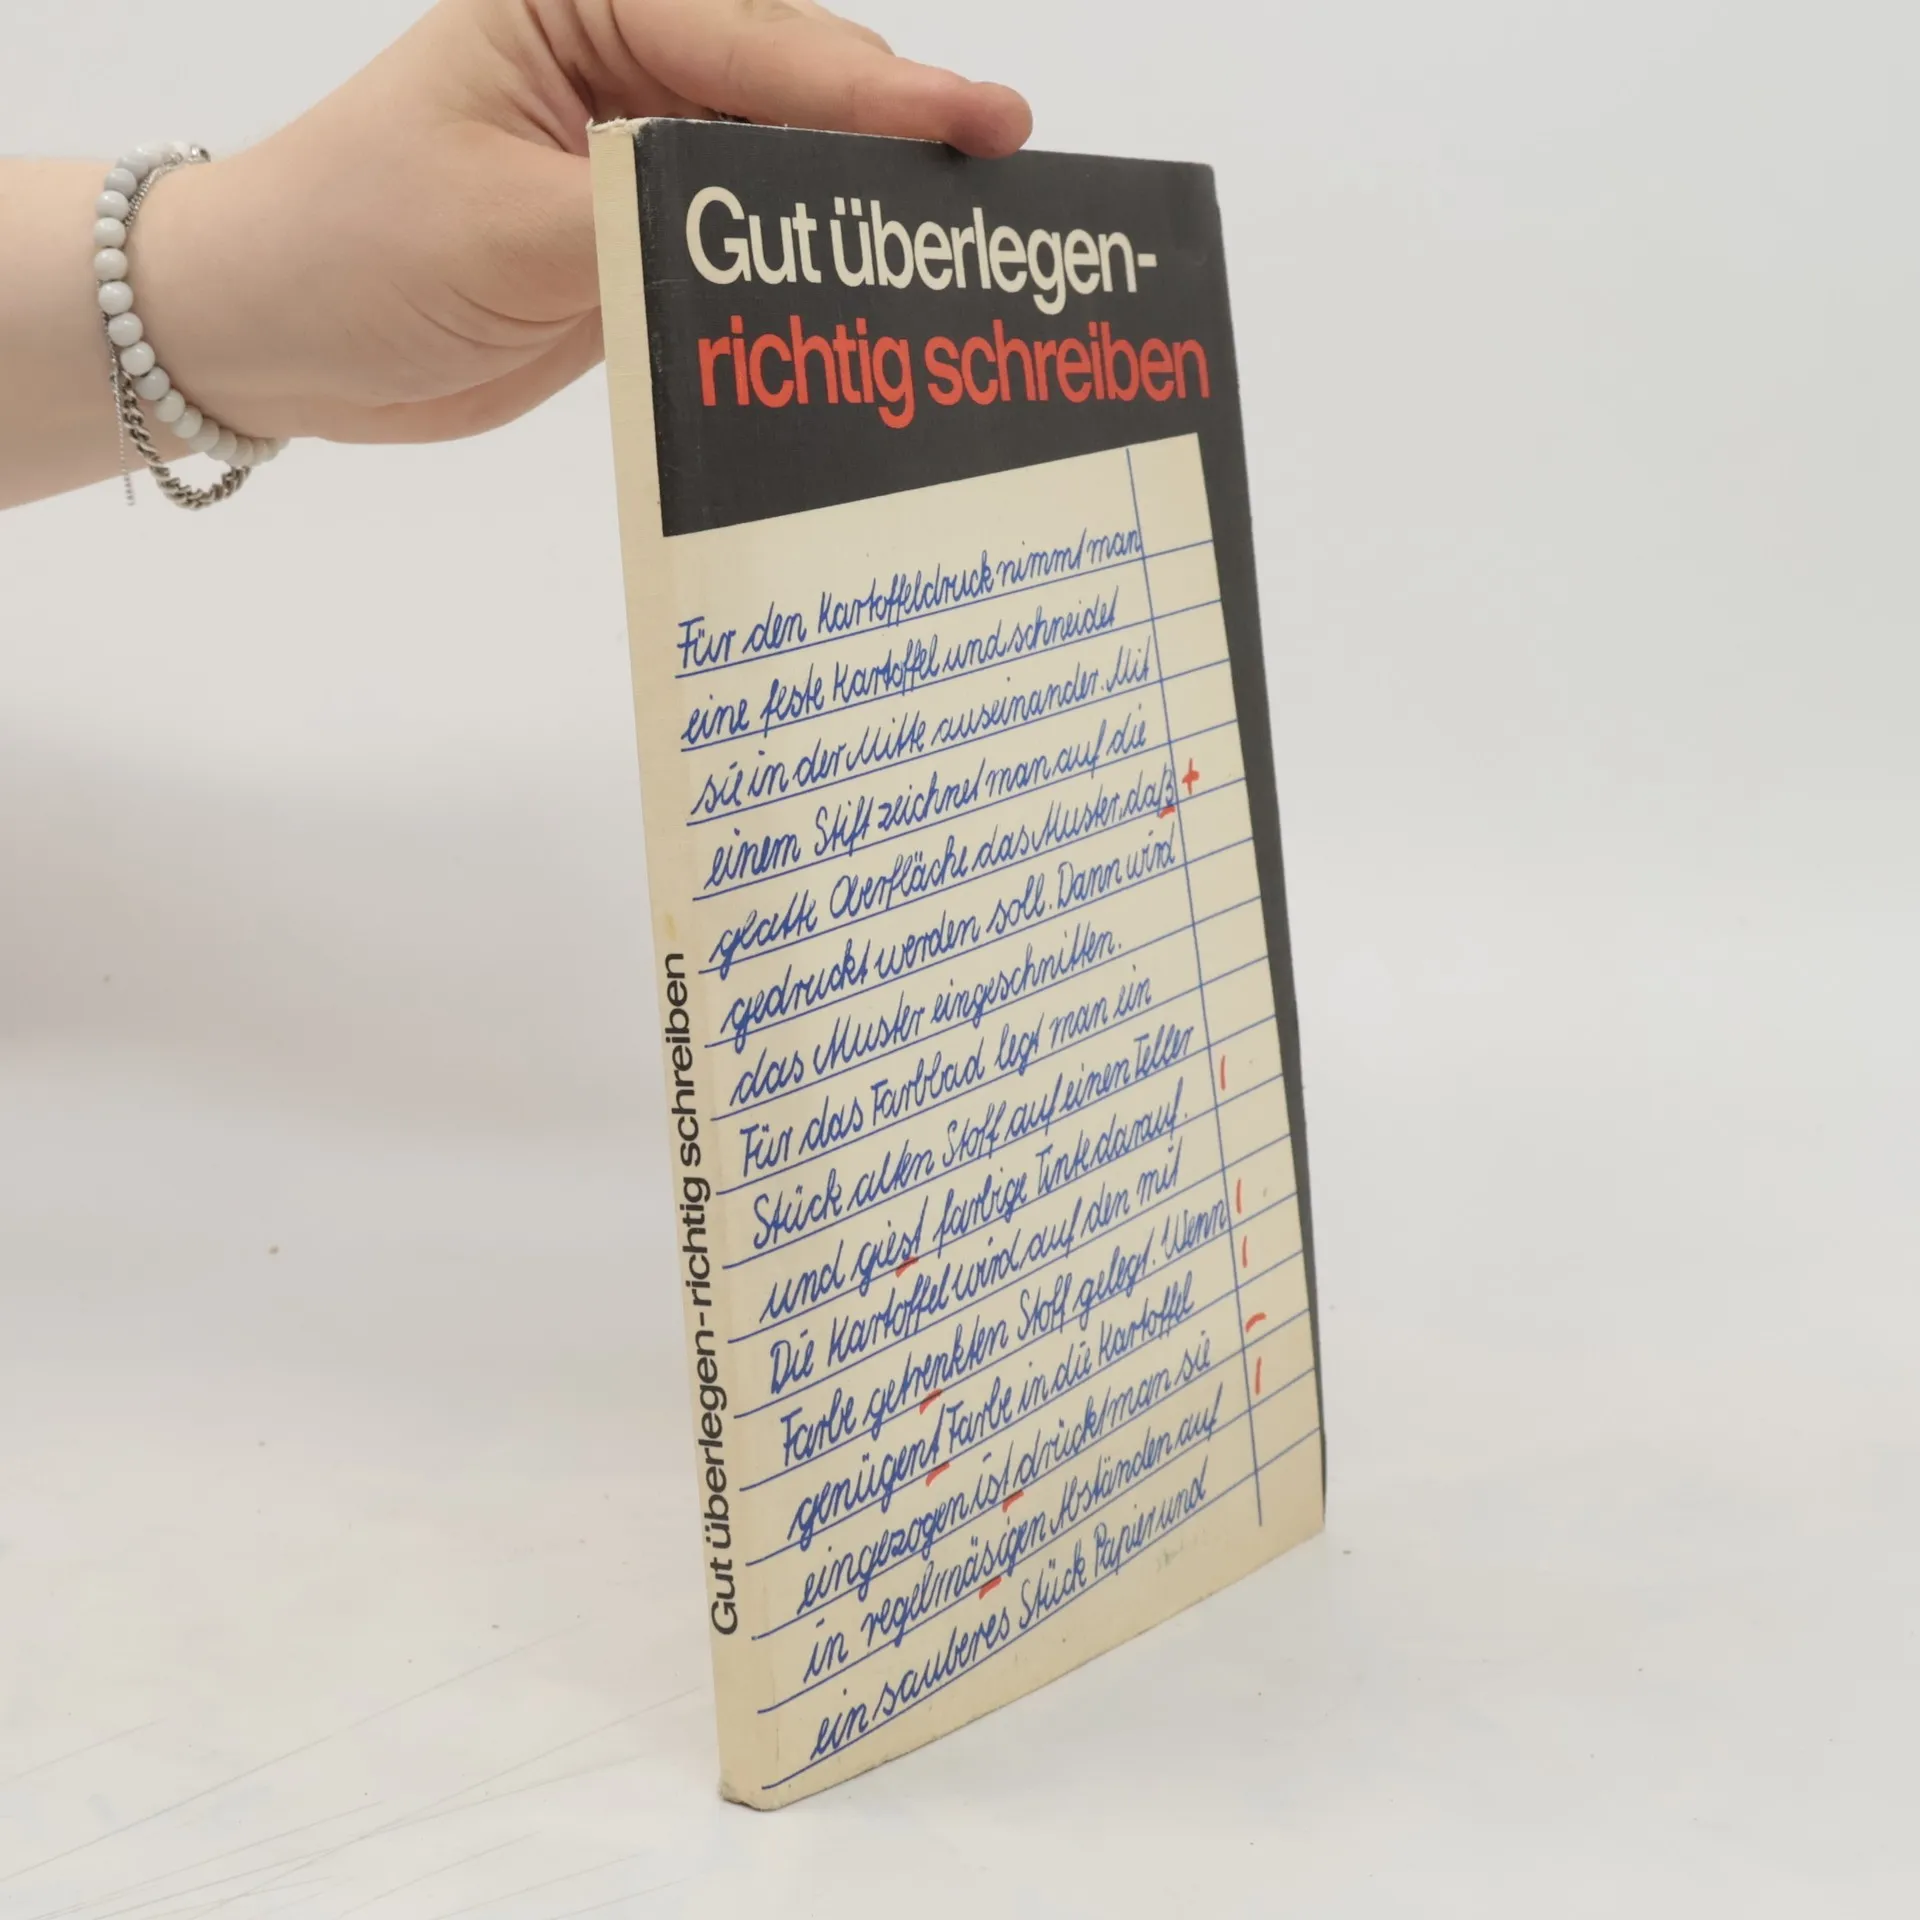 Gut überlegen-
richtig schreiben
Für den Kartoffeldruck nimmt man
eine feste Kartoffel und schneidet
sie in der Mitte auseinander. Mit
einem Stift zeichnet man auf die
glatte Oberfläche das Muster, daß +
gedruckt werden soll. Dann wird
das Muster eingeschnitten.
Für das Farbbad legt man ein
Stück alten Stoff auf einen Teller
und giest farbige Tinte darauf.
Die Kartoffel wird auf den mit
Farbe getrenkten Stoff gelegt. Wenn
genügent Farbe in die Kartoffel
eingezogen ist drückt man sie
in regelmäsigen Abständen auf
ein sauberes Stück Papier und
Gut überlegen-richtig schreiben